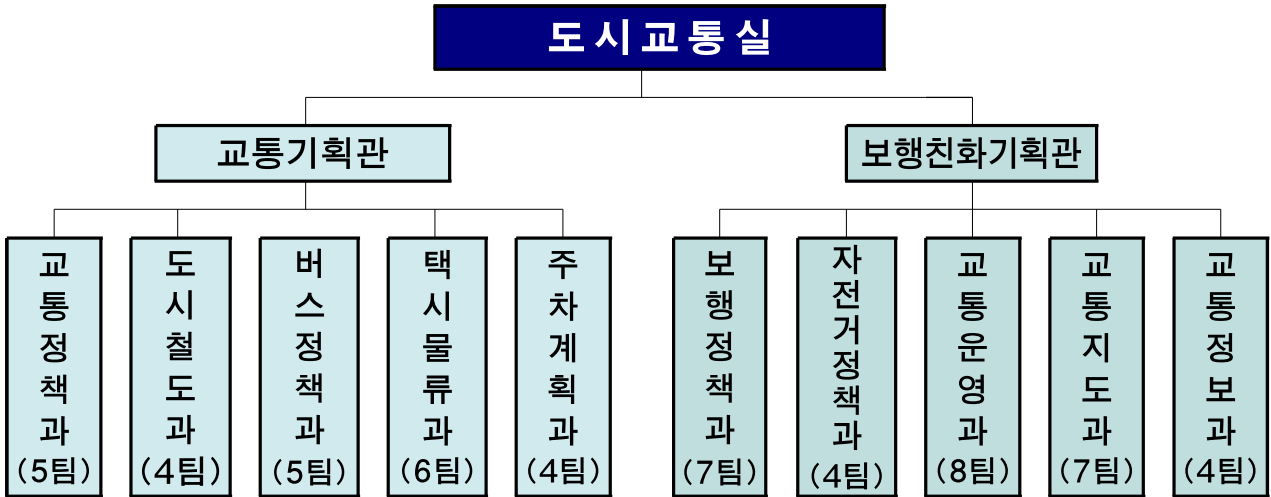 도시교통실
교통기획관
보행친화기획관
교통정책과
(5팀)
도시철도과
(4팀)
버스정책과
(5팀)
택시물류과
(6팀)
주차계획과
(4팀)
보행정책과
(7팀)
자전거정책과
(4팀)
교통운영과
(8팀)
교통지도과
(7팀)
교통정보과
(4팀)